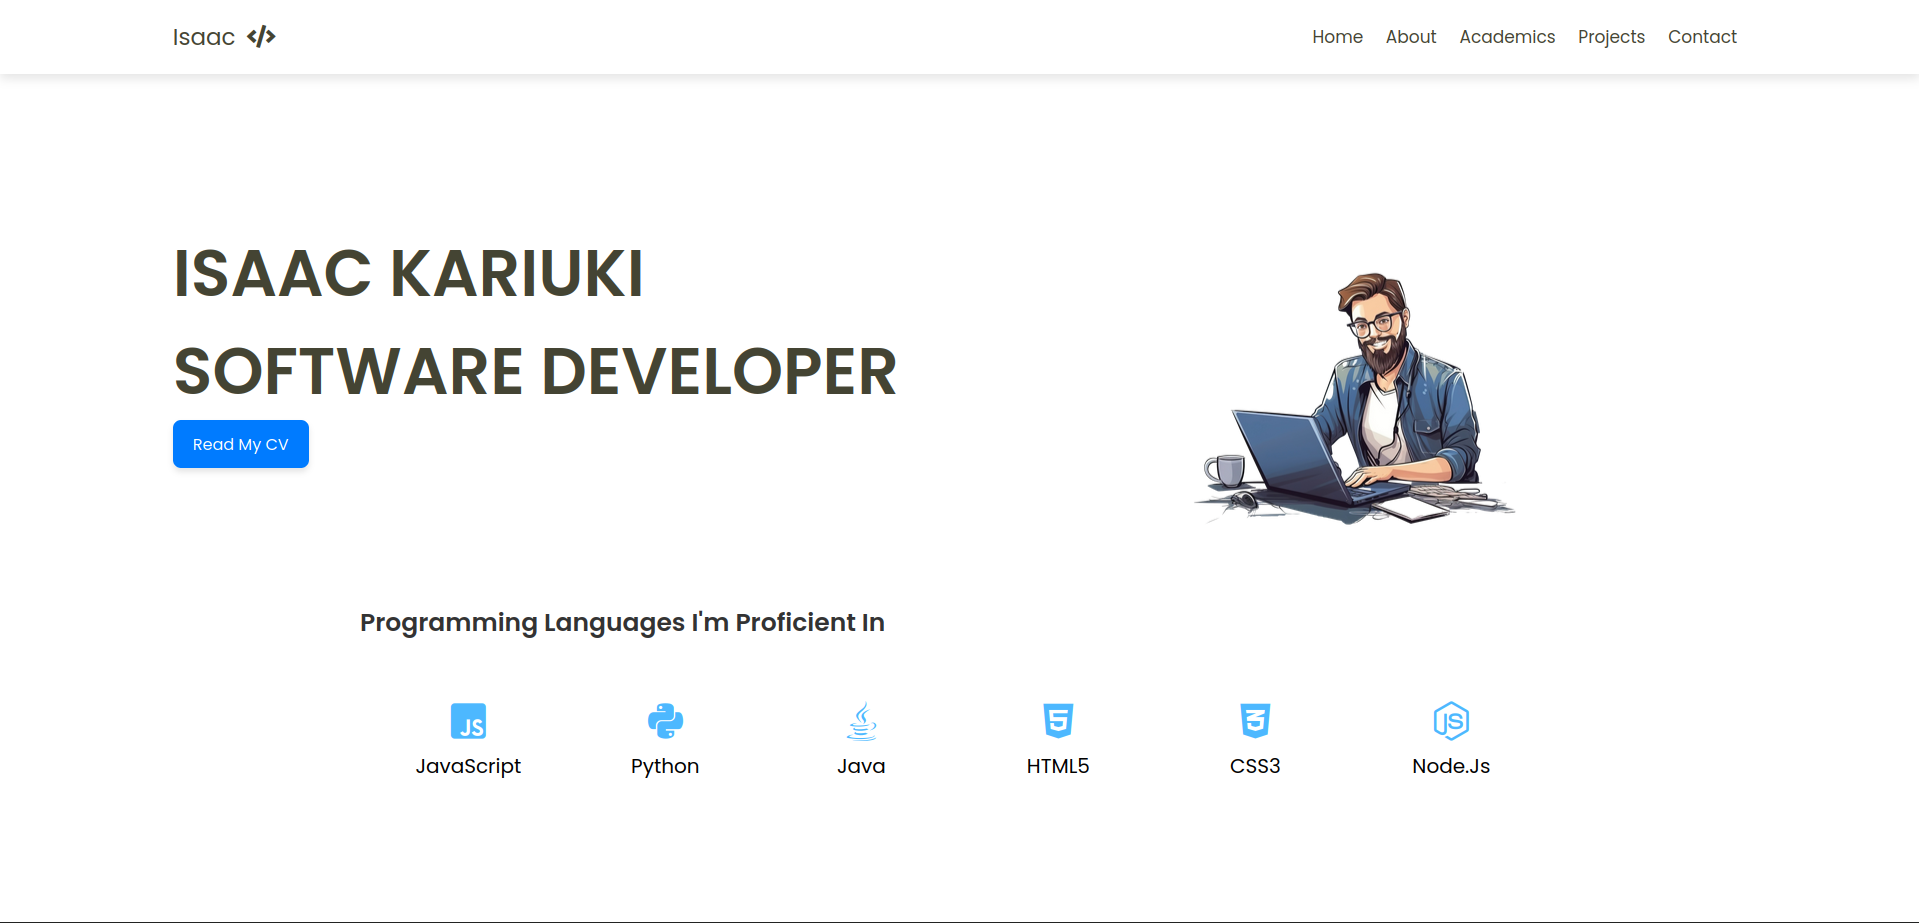 Isaac
Home About Academics Projects Contact
ISAAC KARIUKI
SOFTWARE DEVELOPER
Read My CV
Programming Languages I'm Proficient In
JS 5 3 JS
JavaScript Python Java HTML5 CSS3 Node.Js